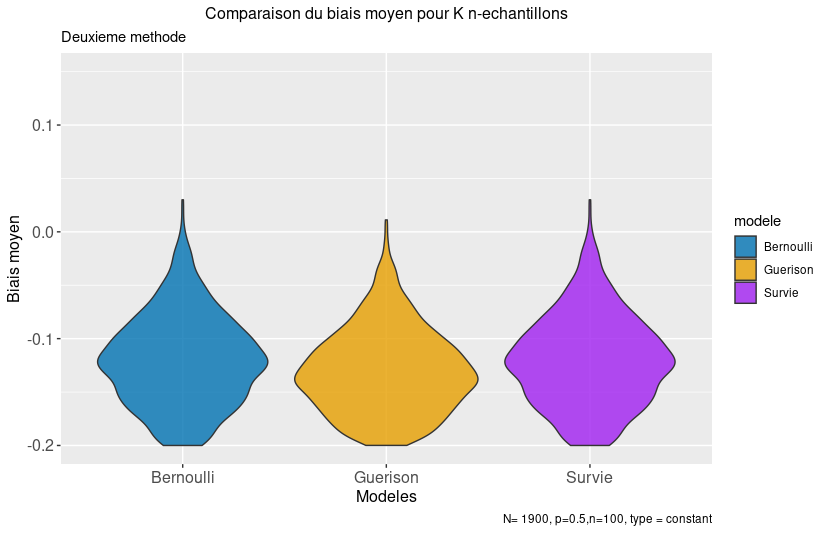 Comparaison du biais moyen pour K n-echantillons
Deuxieme methode
Biais moyen
0.1
0.0
-0.1
-0.2
Bernoulli
Guerison
Survie
Modeles
modele
Bernoulli
Guerison
Survie
N= 1900, p=0.5,n=100, type = constant